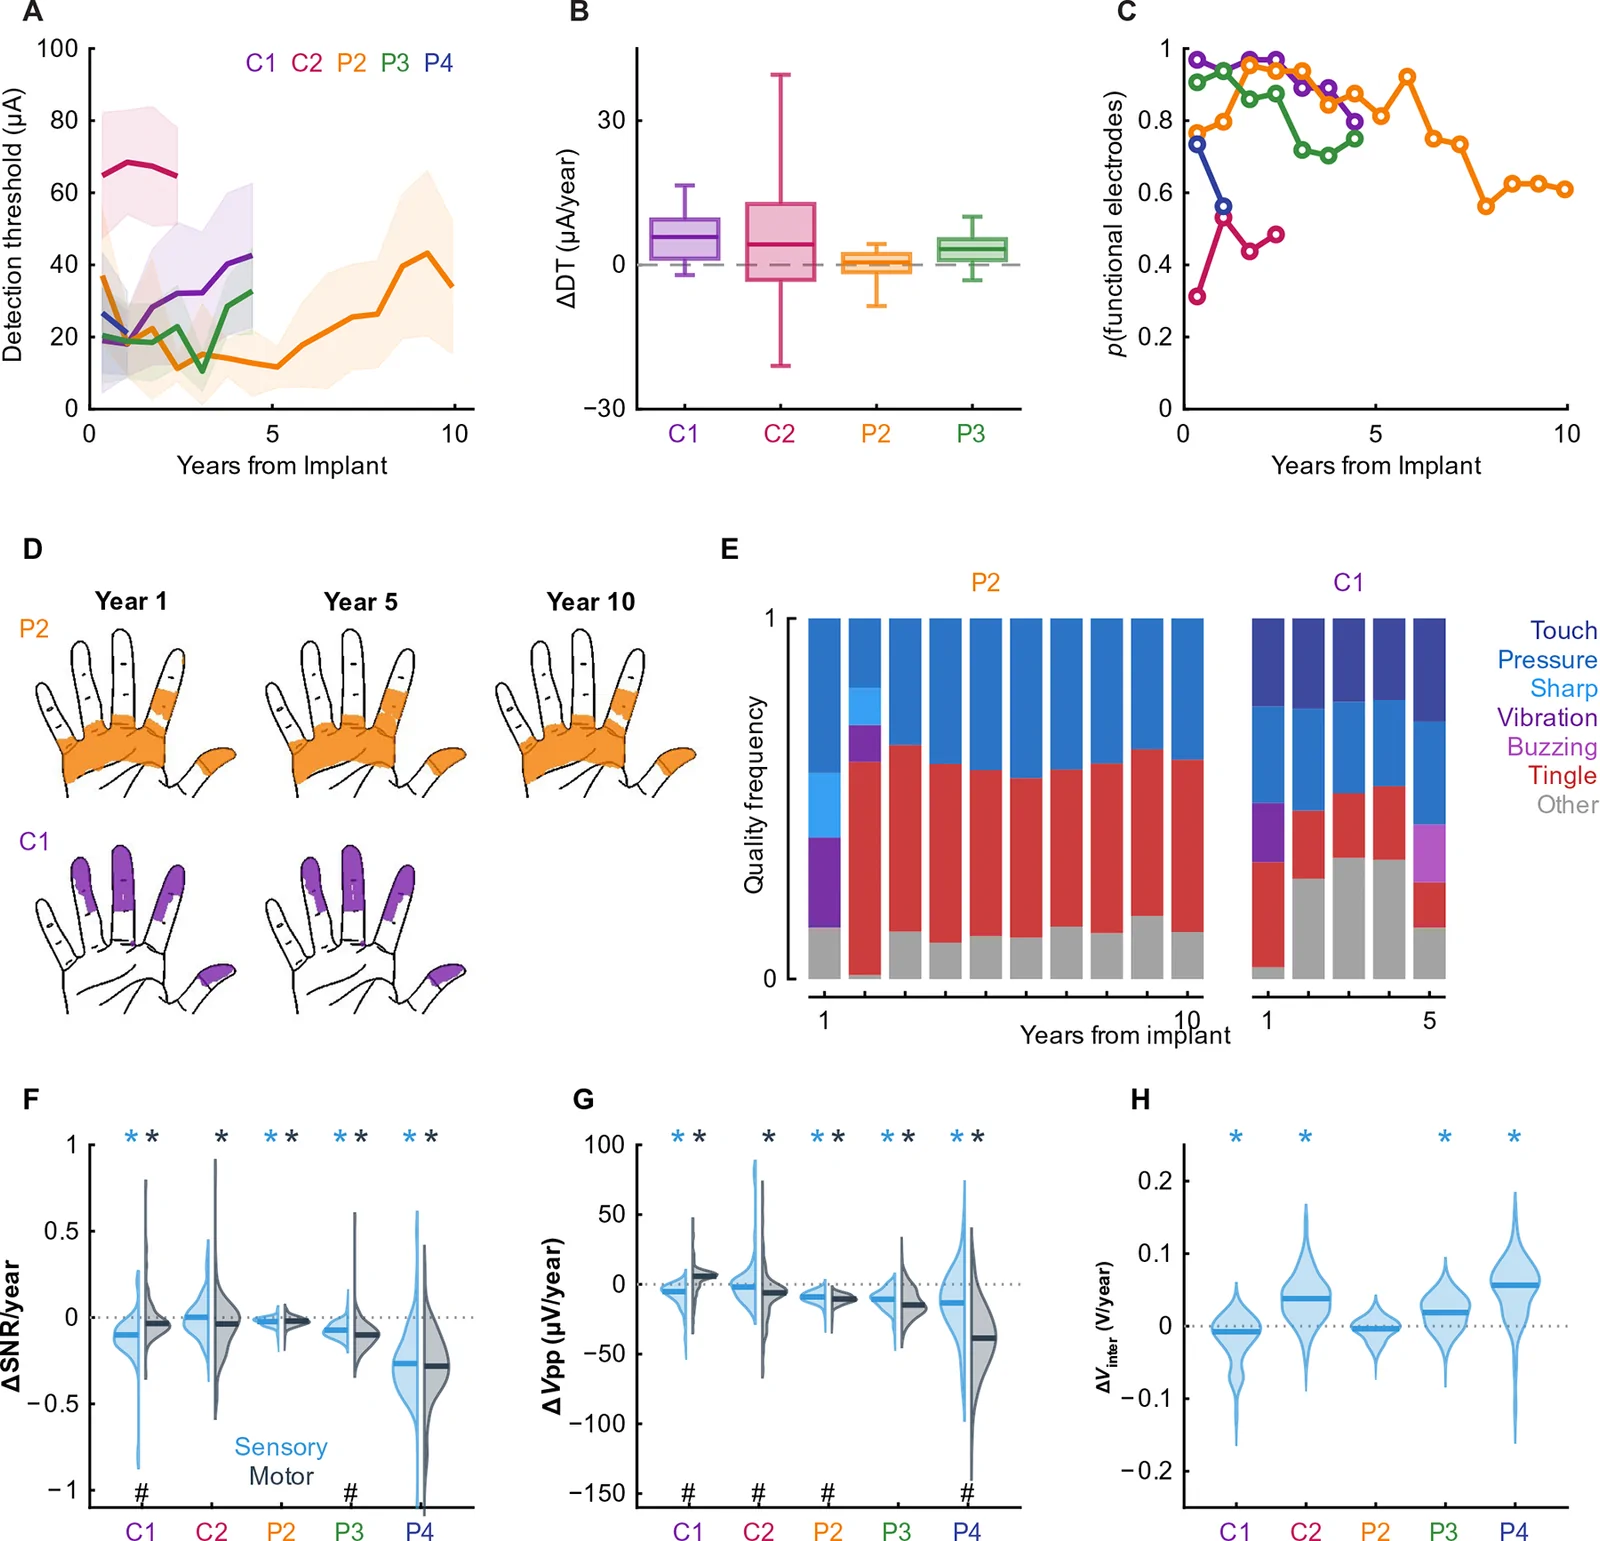 A
Detection threshold (μA)
100
80
60
40
20
0
0
5
10
Years from Implant
C1 C2 P2 P3 P4
B
ΔDT (μA/year)
30
0
−30
C1 C2 P2 P3
C
p(functional electrodes)
1
0.8
0.6
0.4
0.2
0
0
5
10
Years from Implant
D
Year 1
Year 5
Year 10
P2
C1
E
P2
C1
Quality frequency
1
0
1
10
1
5
Years from implant
Touch
Pressure
Sharp
Vibration
Buzzing
Tingle
Other
F
ΔSNR/year
1
0.5
0
−0.5
−1
* * * * * * * * *
Sensory
Motor
# #
C1 C2 P2 P3 P4
G
ΔVpp (μV/year)
100
50
0
−50
−100
−150
* * * * * * * * *
# # # #
C1 C2 P2 P3 P4
H
ΔVinter (V/year)
0.2
0.1
0
−0.1
−0.2
* * * *
C1 C2 P2 P3 P4